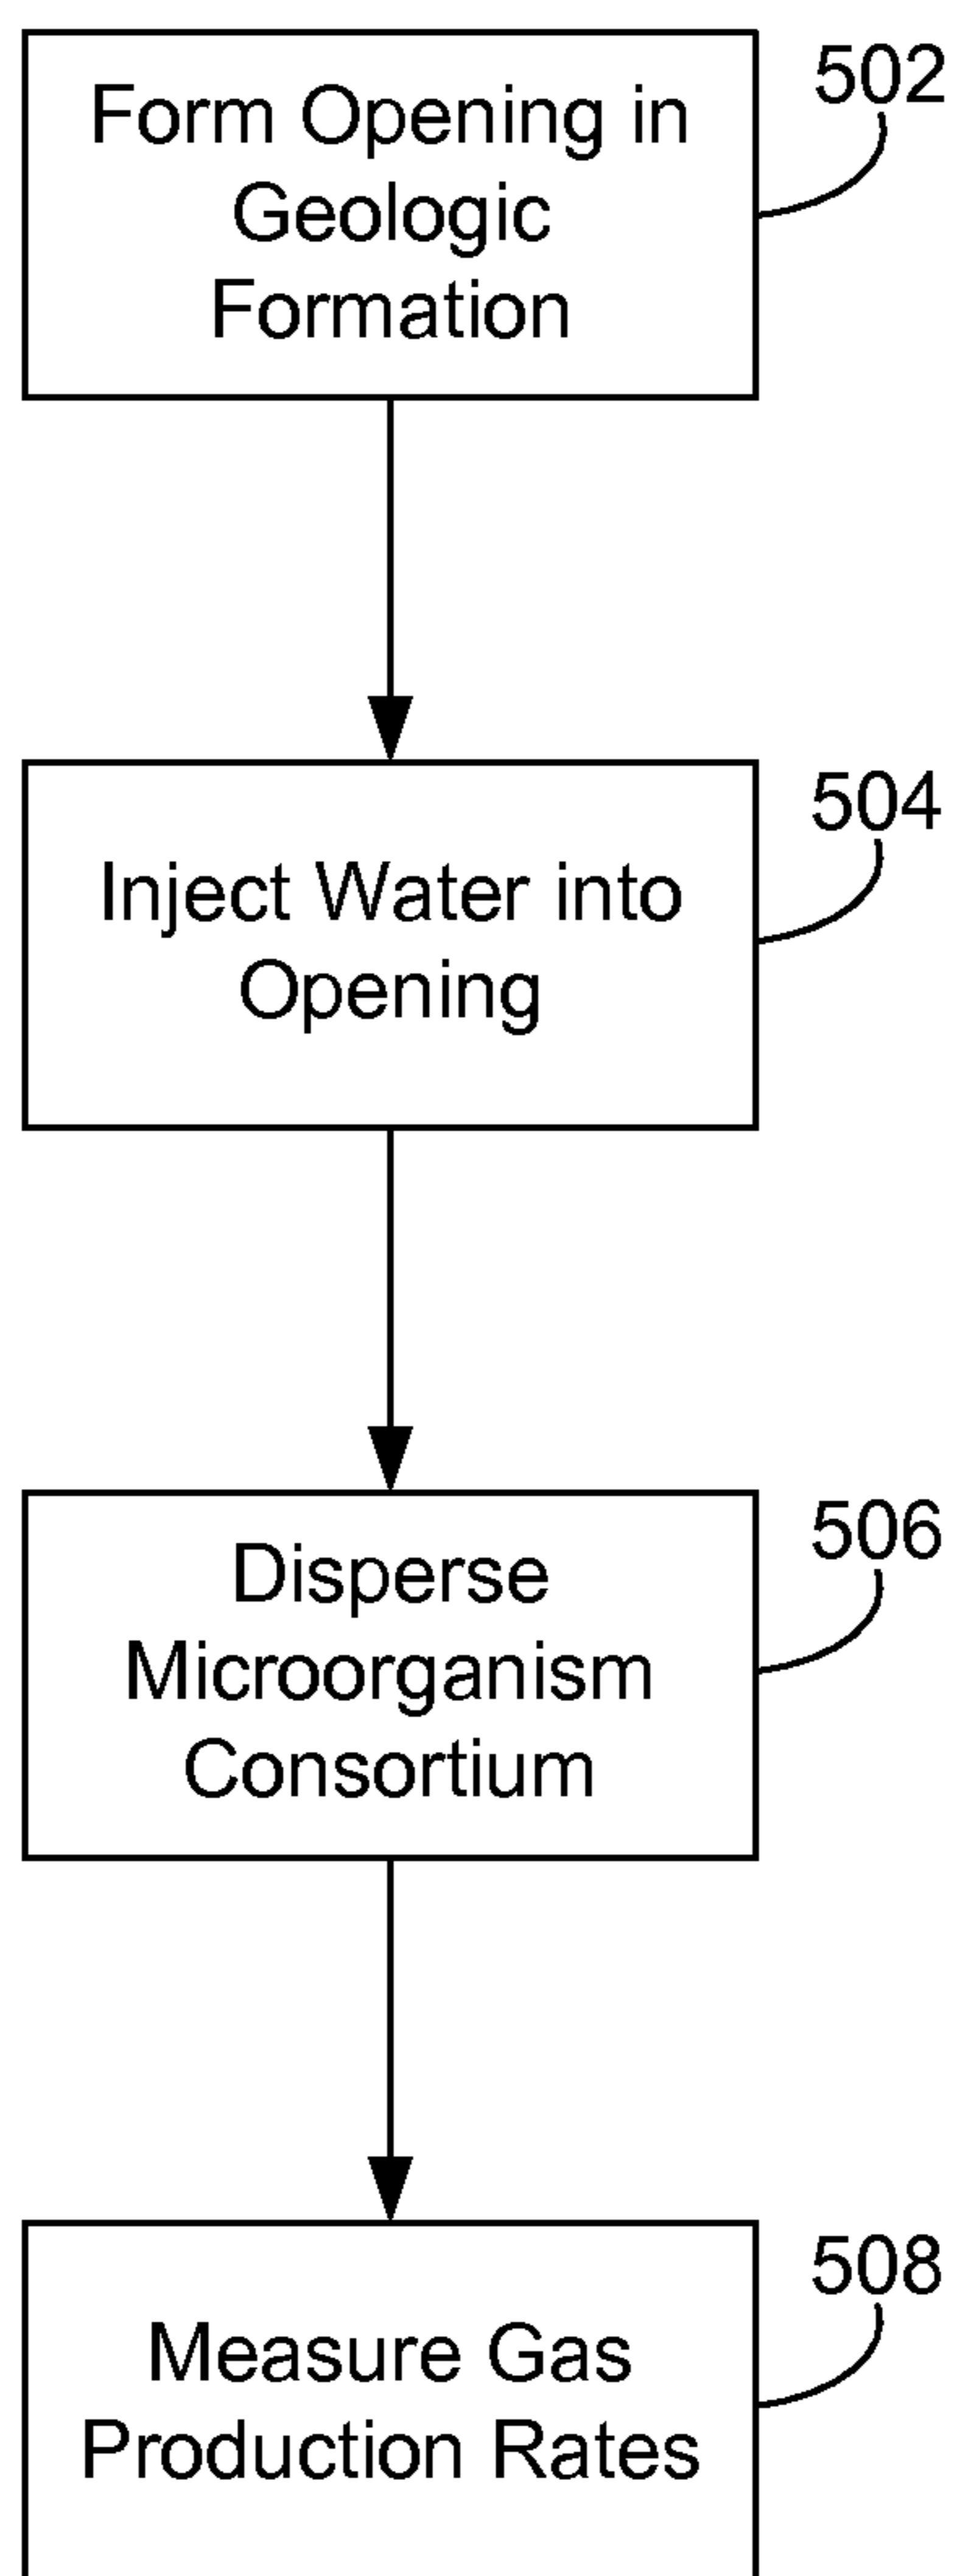 Form Opening in
Geologic
Formation
502
Inject Water into
Opening
504
Disperse
Microorganism
Consortium
506
Measure Gas
Production Rates
508